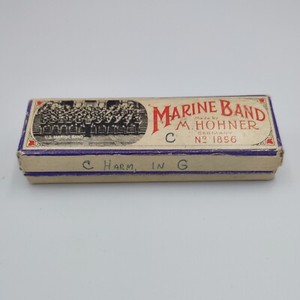 MARINE BAND
MADE BY
M. HOHNER
GERMANY
C Nº 1896
C HARM. IN G